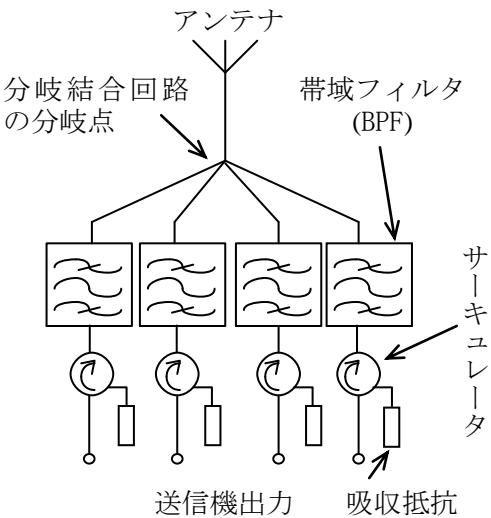 アンテナ
分岐結合回路
の分岐点
帯域フィルタ
(BPF)
サーキュレータ
送信機出力
吸収抵抗